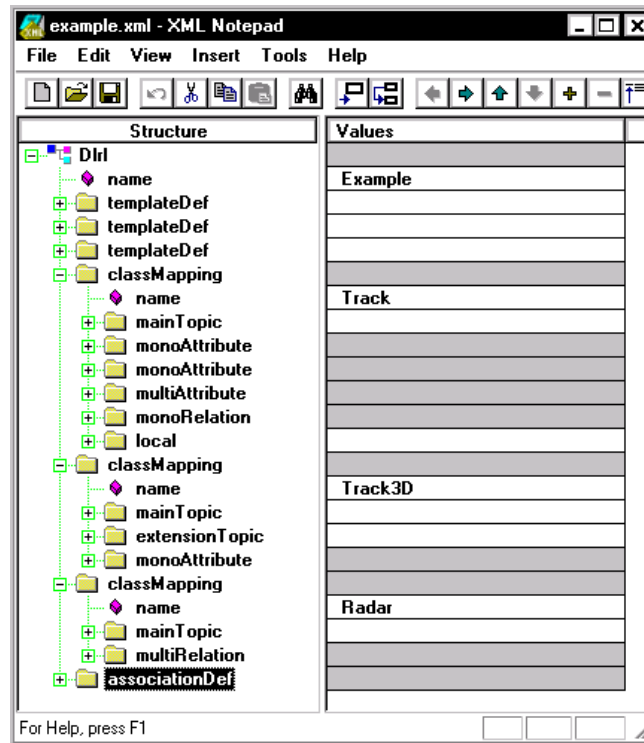 example.xml - XML Notepad
File Edit View Insert Tools Help
Structure Values
Dlrl
name Example
templateDef
templateDef
templateDef
classMapping
name Track
mainTopic
monoAttribute
monoAttribute
multiAttribute
monoRelation
local
classMapping
name Track3D
mainTopic
extensionTopic
monoAttribute
classMapping
name Radar
mainTopic
multiRelation
associationDef
For Help, press F1